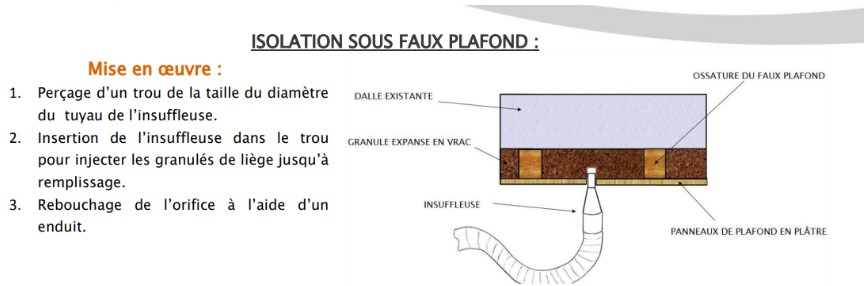 ISOLATION SOUS FAUX PLAFOND :
Mise en œuvre :
1. Perçage d’un trou de la taille du diamètre
du tuyau de l’insuffleuse.
2. Insertion de l’insuffleuse dans le trou
pour injecter les granulés de liège jusqu’à
remplissage.
3. Rebouchage de l’orifice à l’aide d’un
enduit.
OSSATURE DU FAUX PLAFOND
DALLE EXISTANTE
GRANULE EXPANSE EN VRAC
INSUFFLEUSE
PANNEAUX DE PLAFOND EN PLÂTRE